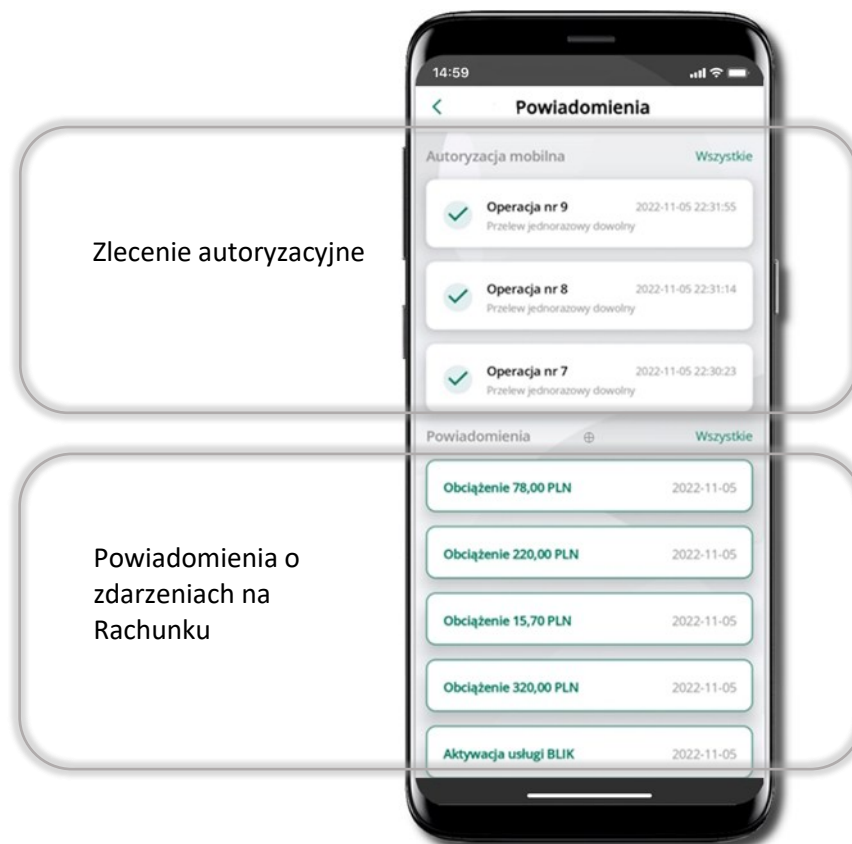 14:59
Powiadomienia
Autoryzacja mobilna Wszystkie
Operacja nr 9 2022-11-05 22:31:55
Przelew jednorazowy dowolny
Zlecenie autoryzacyjne
Operacja nr 8 2022-11-05 22:31:14
Przelew jednorazowy dowolny
Operacja nr 7 2022-11-05 22:30:23
Przelew jednorazowy dowolny
Powiadomienia Wszystkie
Obciążenie 78,00 PLN 2022-11-05
Powiadomienia o
zdarzeniach na
Rachunku
Obciążenie 220,00 PLN 2022-11-05
Obciążenie 15,70 PLN 2022-11-05
Obciążenie 320,00 PLN 2022-11-05
Aktywacja usługi BLIK 2022-11-05